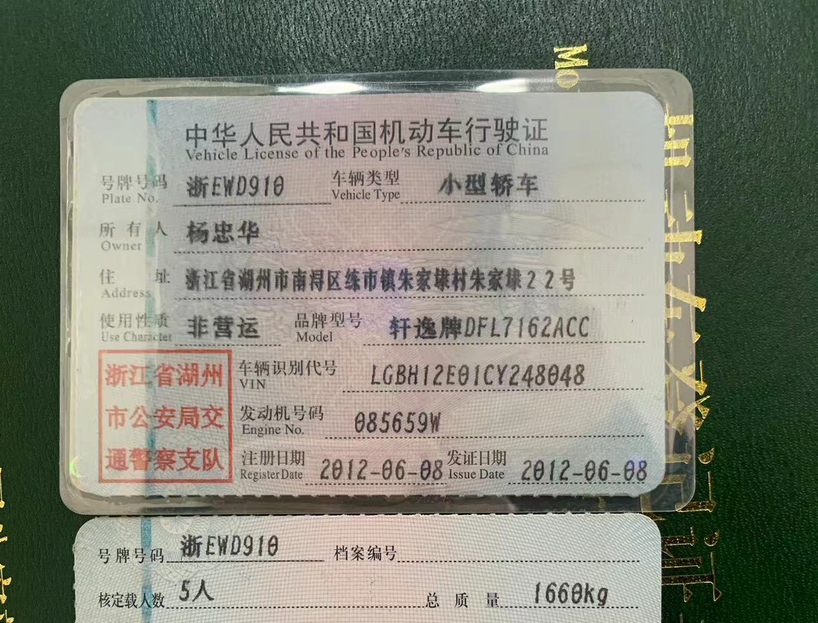 中华人民共和国机动车行驶证
Vehicle License of the People's Republic of China
号牌号码 浙EWD910 车辆类型 小型轿车
Plate No. Vehicle Type
所有人 杨忠华
Owner
住址 浙江省湖州市南浔区练市镇朱家埭村朱家埭22号
Address
使用性质 非营运 品牌型号 轩逸牌DFL7162ACC
Use Character Model
浙江省湖州
市公安局交
通警察支队
车辆识别代号 LGBH12E01CY248048
VIN
发动机号码 085659W
Engine No.
注册日期 2012-06-08 发证日期 2012-06-08
Register Date Issue Date
号牌号码 浙EWD910 档案编号
核定载人数 5人 总质量 1660kg
Mo